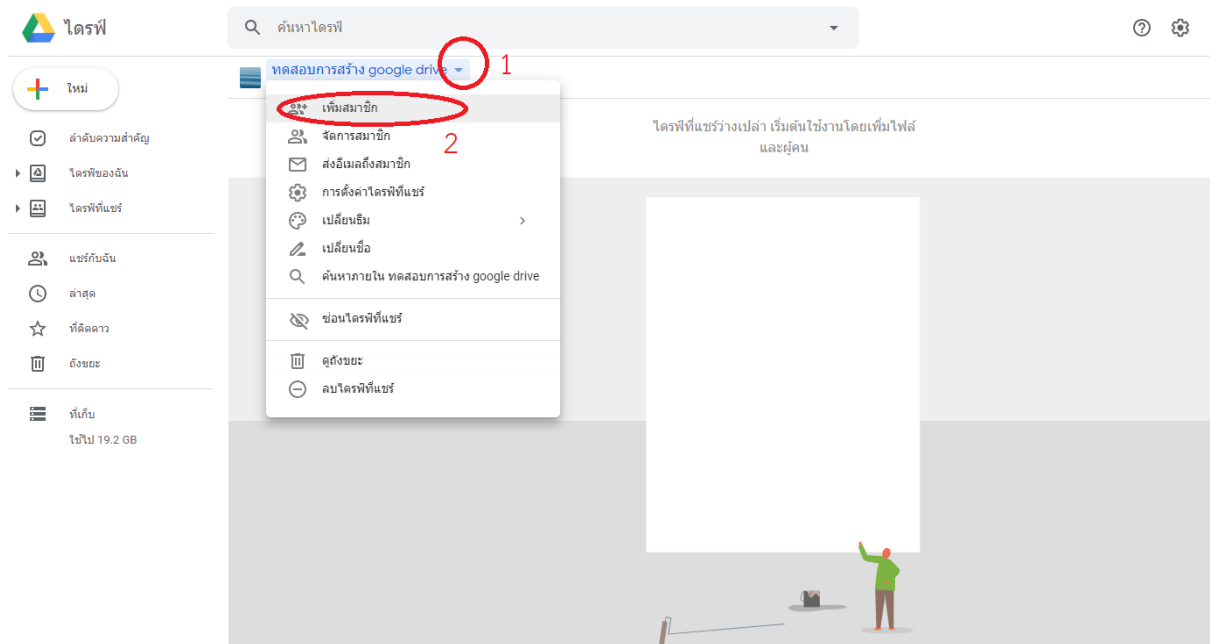 ไดรฟ์
ค้นหาไดรฟ์
ใหม่
ลำดับความสำคัญ
ไดรฟ์ของฉัน
ไดรฟ์ที่แชร์
แชร์กับฉัน
ล่าสุด
ที่ติดดาว
ถังขยะ
ที่เก็บ
ใช้ไป 19.2 GB
ทดสอบการสร้าง google drive
1
เพิ่มสมาชิก
2
จัดการสมาชิก
ส่งอีเมลถึงสมาชิก
การตั้งค่าไดรฟ์ที่แชร์
เปลี่ยนธีม
เปลี่ยนชื่อ
ค้นหาภายใน ทดสอบการสร้าง google drive
ซ่อนไดรฟ์ที่แชร์
ดูถังขยะ
ลบไดรฟ์ที่แชร์
ไดรฟ์ที่แชร์ว่างเปล่า เริ่มต้นใช้งานโดยเพิ่มไฟล์
และผู้คน